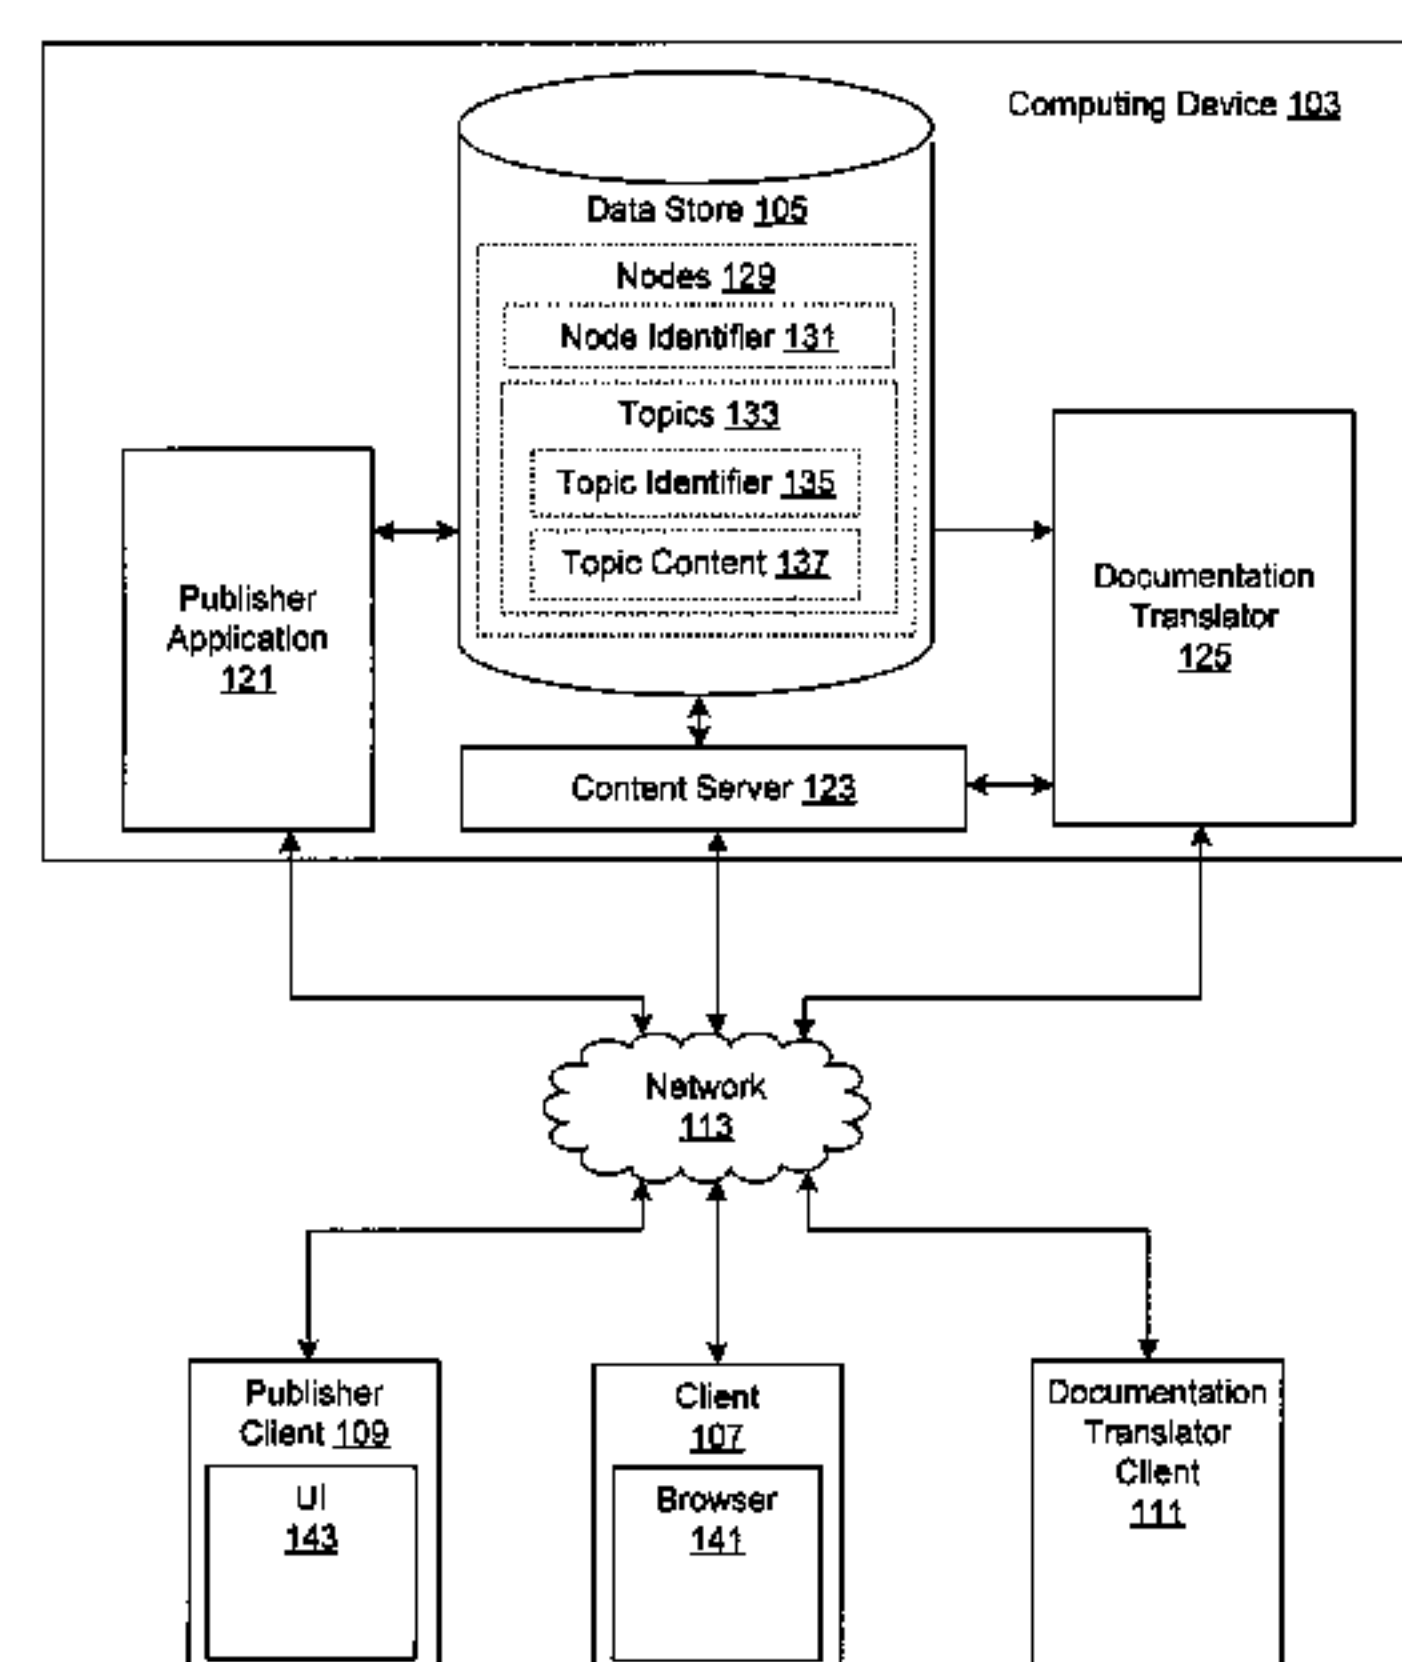 Computing Device 103
Data Store 105
Nodes 129
Node Identifier 131
Topics 133
Topic Identifier 135
Topic Content 137
Publisher
Application
121
Documentation
Translator
125
Content Server 123
Network
113
Publisher
Client 109
UI
143
Client
107
Browser
141
Documentation
Translator
Client
111